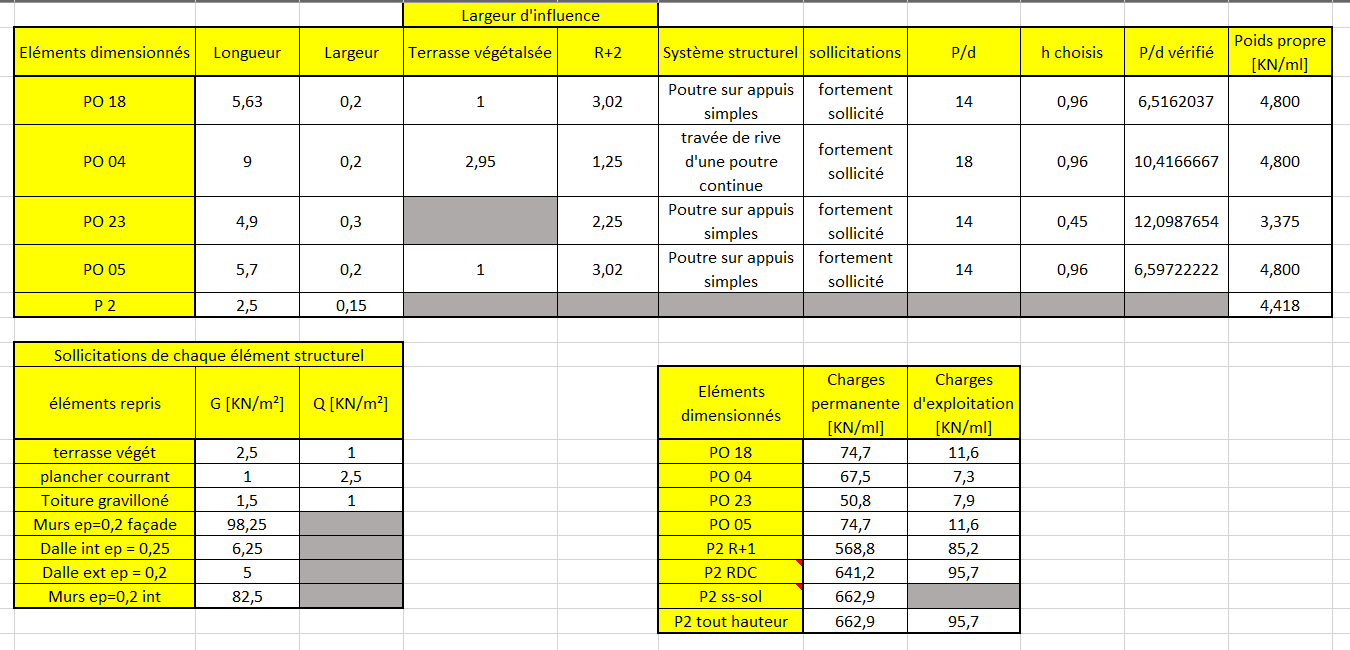 Largeur d'influence
Eléments dimensionnés Longueur Largeur Terrasse végétalsée R+2 Système structurel sollicitations P/d h choisis P/d vérifié Poids propre [KN/ml]
PO 18 5,63 0,2 1 3,02 Poutre sur appuis simples fortement sollicité 14 0,96 6,5162037 4,800
PO 04 9 0,2 2,95 1,25 travée de rive d'une poutre continue fortement sollicité 18 0,96 10,4166667 4,800
PO 23 4,9 0,3 2,25 Poutre sur appuis simples fortement sollicité 14 0,45 12,0987654 3,375
PO 05 5,7 0,2 1 3,02 Poutre sur appuis simples fortement sollicité 14 0,96 6,59722222 4,800
P 2 2,5 0,15 4,418
Sollicitations de chaque élément structurel
éléments repris G [KN/m²] Q [KN/m²]
terrasse végét 2,5 1
plancher courrant 1 2,5
Toiture gravilloné 1,5 1
Murs ep=0,2 façade 98,25
Dalle int ep = 0,25 6,25
Dalle ext ep = 0,2 5
Murs ep=0,2 int 82,5
Eléments dimensionnés Charges permanente [KN/ml] Charges d'exploitation [KN/ml]
PO 18 74,7 11,6
PO 04 67,5 7,3
PO 23 50,8 7,9
PO 05 74,7 11,6
P2 R+1 568,8 85,2
P2 RDC 641,2 95,7
P2 ss-sol 662,9
P2 tout hauteur 662,9 95,7